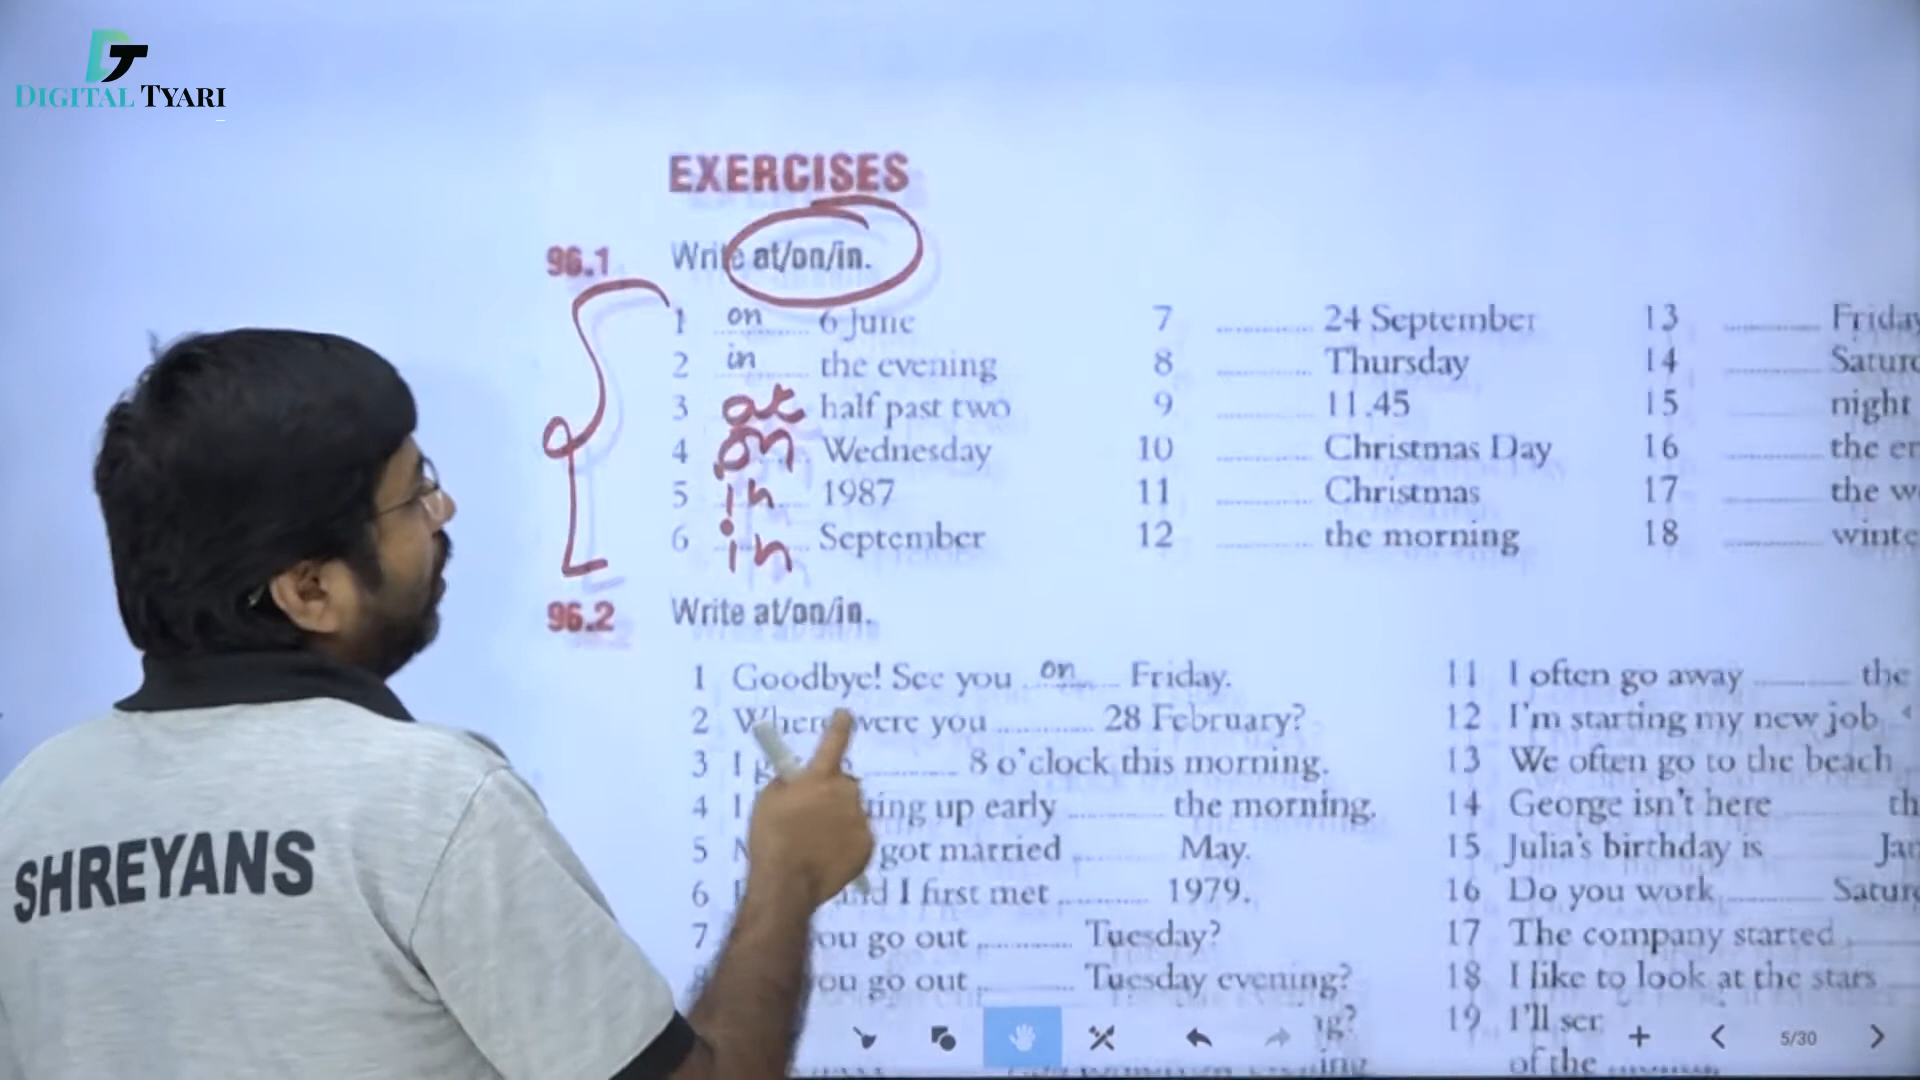 DT
DIGITAL TYARI
EXERCISES
96.1 Write at/on/in.
1 on 6 June
2 in the evening
3 at half past two
4 on Wednesday
5 in 1987
6 in September
7 .......... 24 September
8 .......... Thursday
9 .......... 11.45
10 .......... Christmas Day
11 .......... Christmas
12 .......... the morning
13 .......... Friday
14 ..........
15 .......... night
16 .......... the
17 .......... the
18 ..........
96.2 Write at/on/in.
1 Goodbye! See you on Friday.
2 Where were you .......... 28 February?
3 I .......... 8 o'clock this morning.
4 I up early .......... the morning.
5 got married .......... May.
6 I first met .......... 1979.
7 go out .......... Tuesday?
go out .......... Tuesday evening?
11 I often go away .......... the
12 I'm starting my new job
13 We often go to the beach
14 George isn't here ..........
15 Julia's birthday is
16 Do you work ..........
17 The company started ..........
18 I like to look at the stars
19 I'll
of the
SHREYANS
5/30